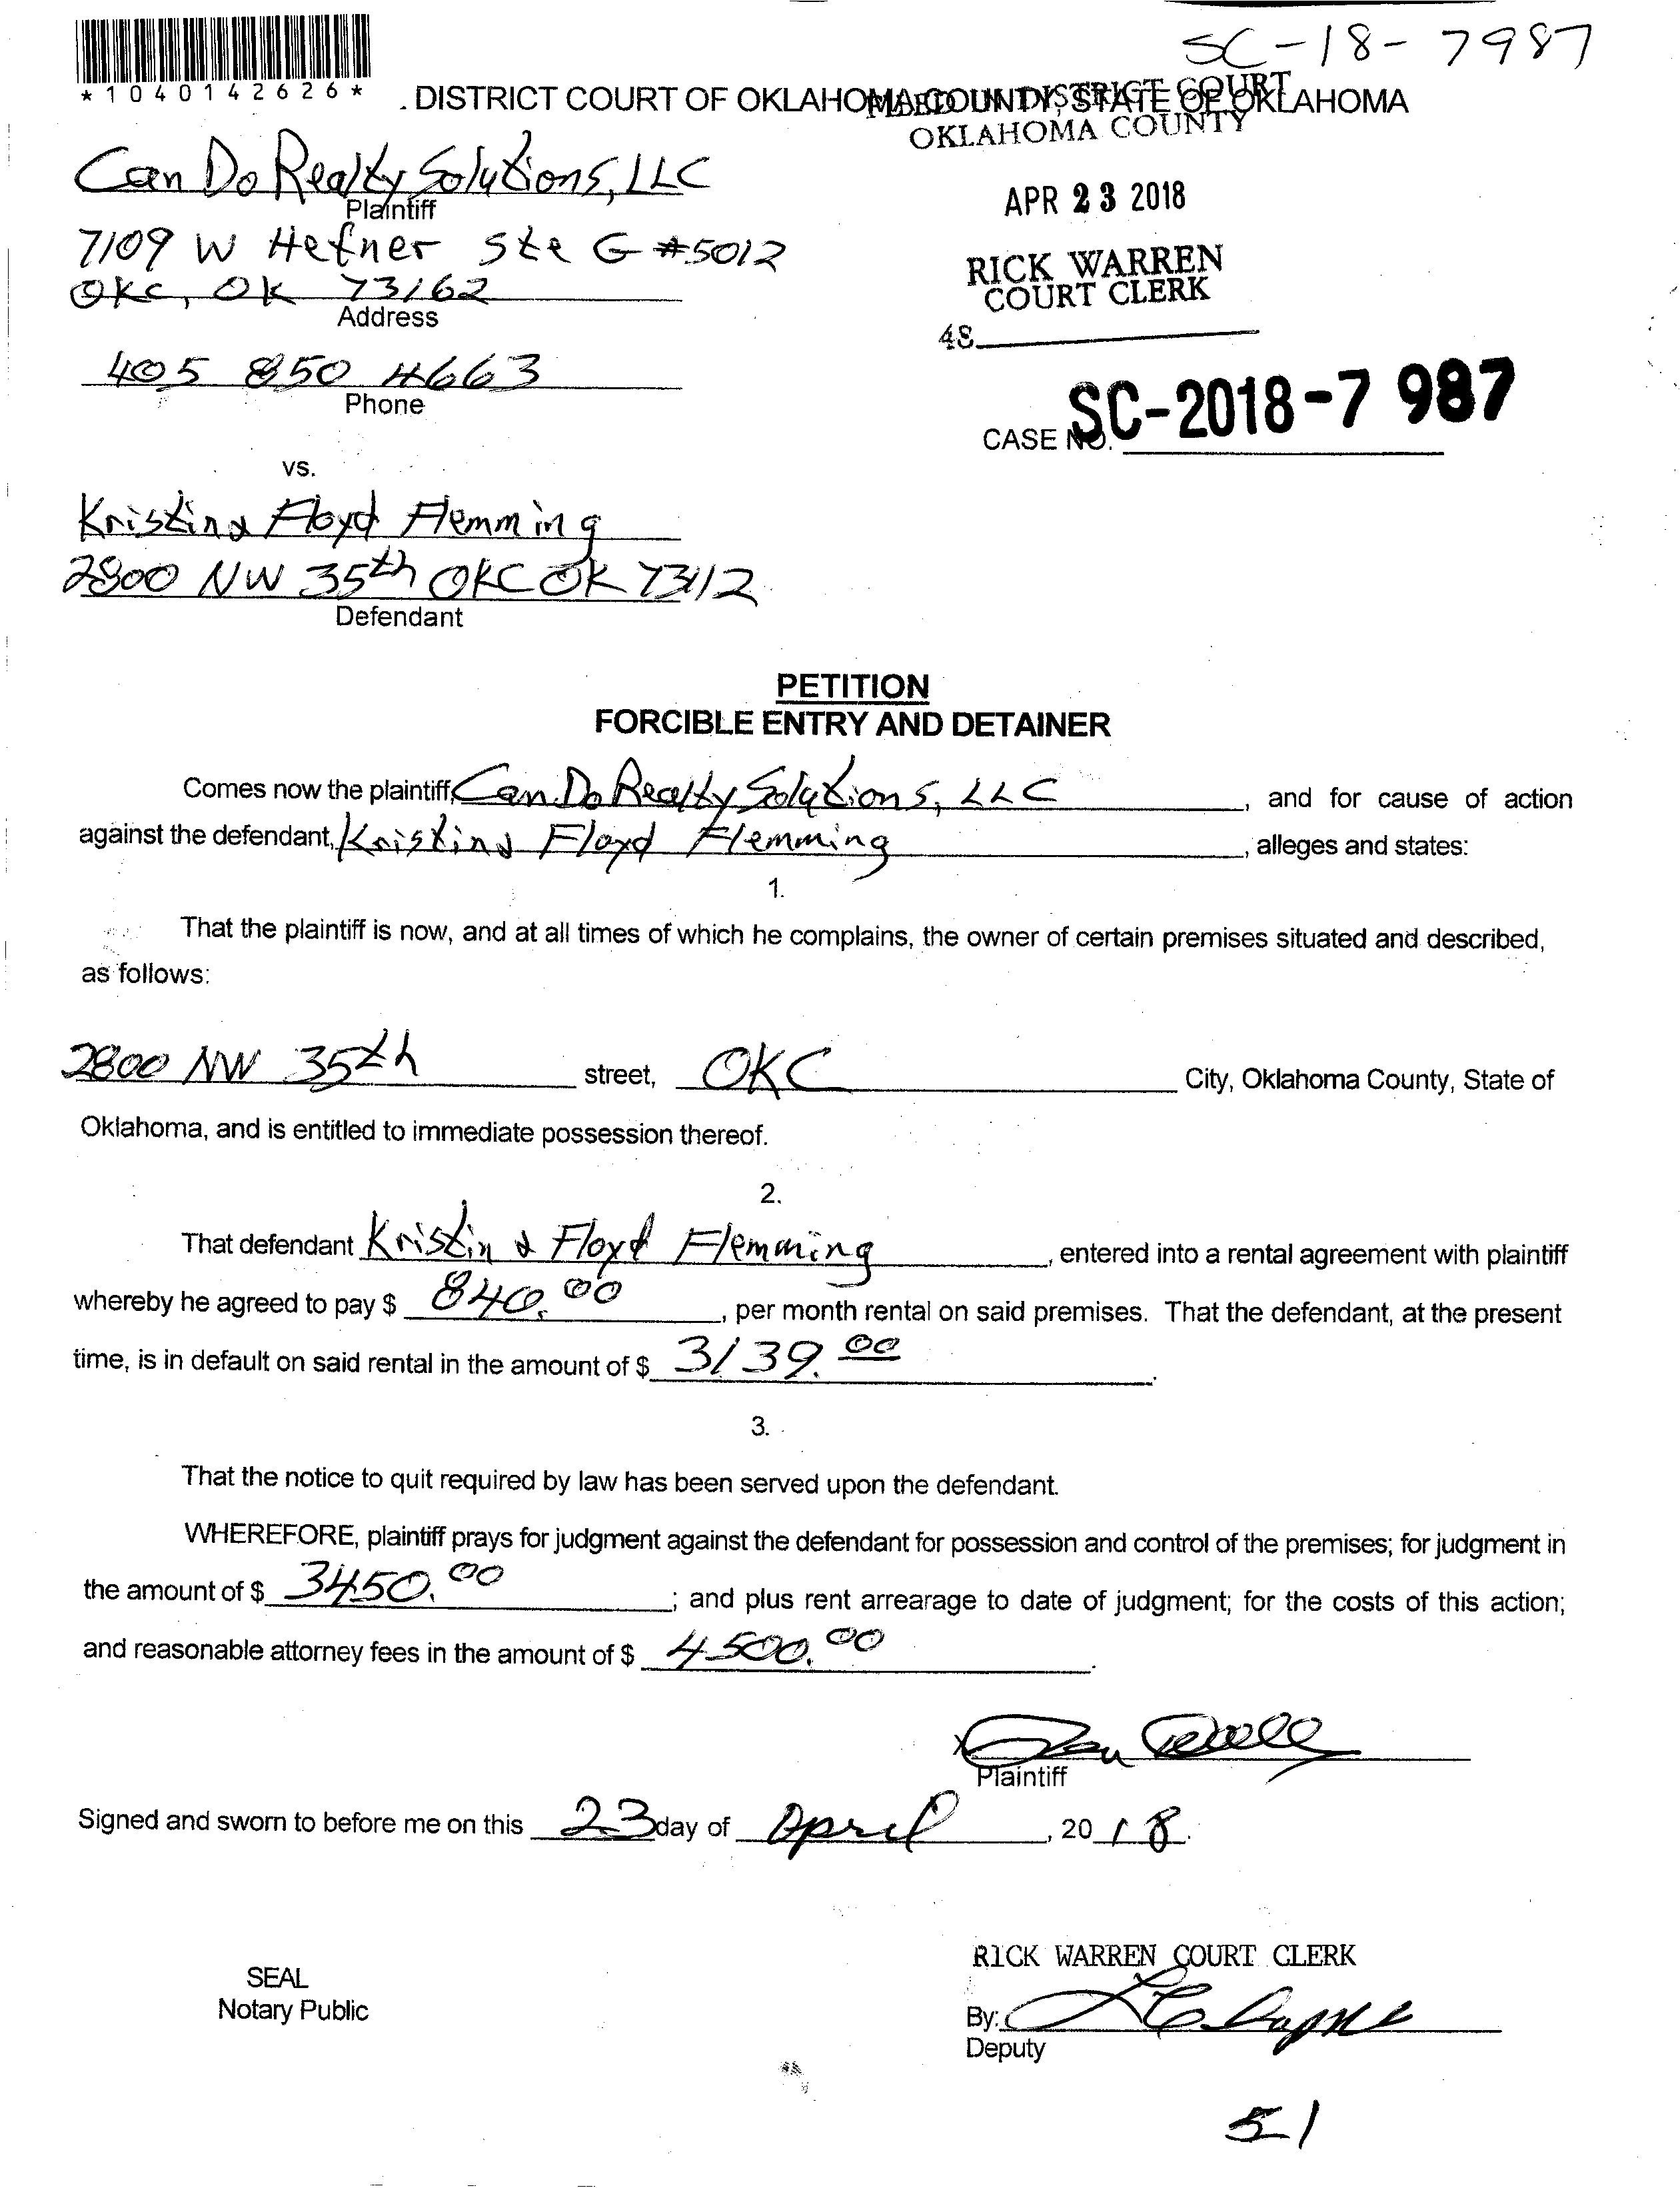 SC-18-7987
*1040142626*
. DISTRICT COURT OF OKLAHOMA COUNTY, STATE OF OKLAHOMA
FILED IN DISTRICT COURT
OKLAHOMA COUNTY
Can Do Realty Solutions, LLC
Plaintiff
APR 23 2018
7109 W Hefner Ste G #5012
RICK WARREN
COURT CLERK
OKC, OK 73162
Address
48
405 850 4663
Phone
CASE NO. SC-2018-7 987
vs.
Kristin & Floyd Flemming
2800 NW 35th OKC OK 73112
Defendant
PETITION
FORCIBLE ENTRY AND DETAINER
Comes now the plaintiff, Can Do Realty Solutions, LLC, and for cause of action
against the defendant, Kristin & Floyd Flemming, alleges and states:
1.
That the plaintiff is now, and at all times of which he complains, the owner of certain premises situated and described,
as follows:
2800 NW 35th street, OKC City, Oklahoma County, State of
Oklahoma, and is entitled to immediate possession thereof.
2.
That defendant Kristin & Floyd Flemming, entered into a rental agreement with plaintiff
whereby he agreed to pay $ 840.00, per month rental on said premises. That the defendant, at the present
time, is in default on said rental in the amount of $ 3139.00.
3.
That the notice to quit required by law has been served upon the defendant.
WHEREFORE, plaintiff prays for judgment against the defendant for possession and control of the premises; for judgment in
the amount of $ 3450.00; and plus rent arrearage to date of judgment; for the costs of this action;
and reasonable attorney fees in the amount of $ 4500.00.
X
Plaintiff
Signed and sworn to before me on this 23 day of April, 2018.
RICK WARREN COURT CLERK
SEAL
Notary Public
By:
Deputy
51